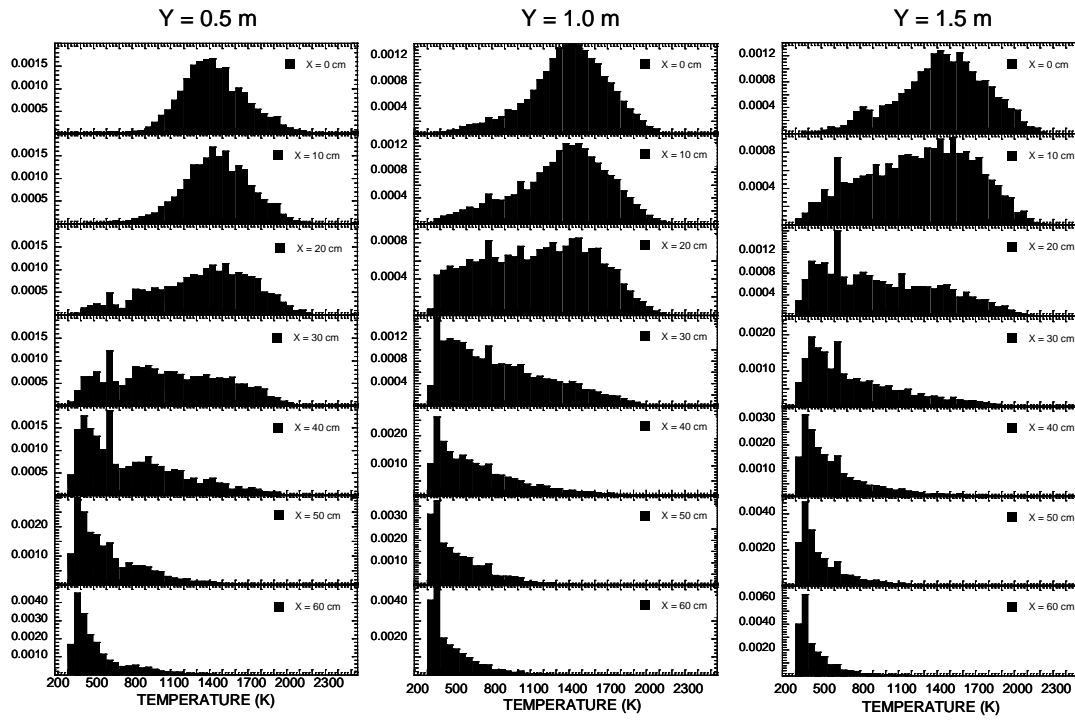 Y = 0.5 m
Y = 1.0 m
Y = 1.5 m
0.0015
0.0010
0.0005
X = 0 cm
0.0012
0.0008
0.0004
X = 0 cm
0.0012
0.0008
0.0004
X = 0 cm
0.0015
0.0010
0.0005
X = 10 cm
0.0012
0.0008
0.0004
X = 10 cm
0.0008
0.0004
X = 10 cm
0.0015
0.0010
0.0005
X = 20 cm
0.0008
0.0004
X = 20 cm
0.0012
0.0008
0.0004
X = 20 cm
0.0015
0.0010
0.0005
X = 30 cm
0.0012
0.0008
0.0004
X = 30 cm
0.0020
0.0010
X = 30 cm
0.0015
0.0010
0.0005
X = 40 cm
0.0020
0.0010
X = 40 cm
0.0030
0.0020
0.0010
X = 40 cm
0.0020
0.0010
X = 50 cm
0.0030
0.0020
0.0010
X = 50 cm
0.0040
0.0020
X = 50 cm
0.0040
0.0030
0.0020
0.0010
X = 60 cm
0.0040
0.0020
X = 60 cm
0.0060
0.0040
0.0020
X = 60 cm
200 500 800 1100 1400 1700 2000 2300
200 500 800 1100 1400 1700 2000 2300
200 500 800 1100 1400 1700 2000 2300
TEMPERATURE (K)
TEMPERATURE (K)
TEMPERATURE (K)